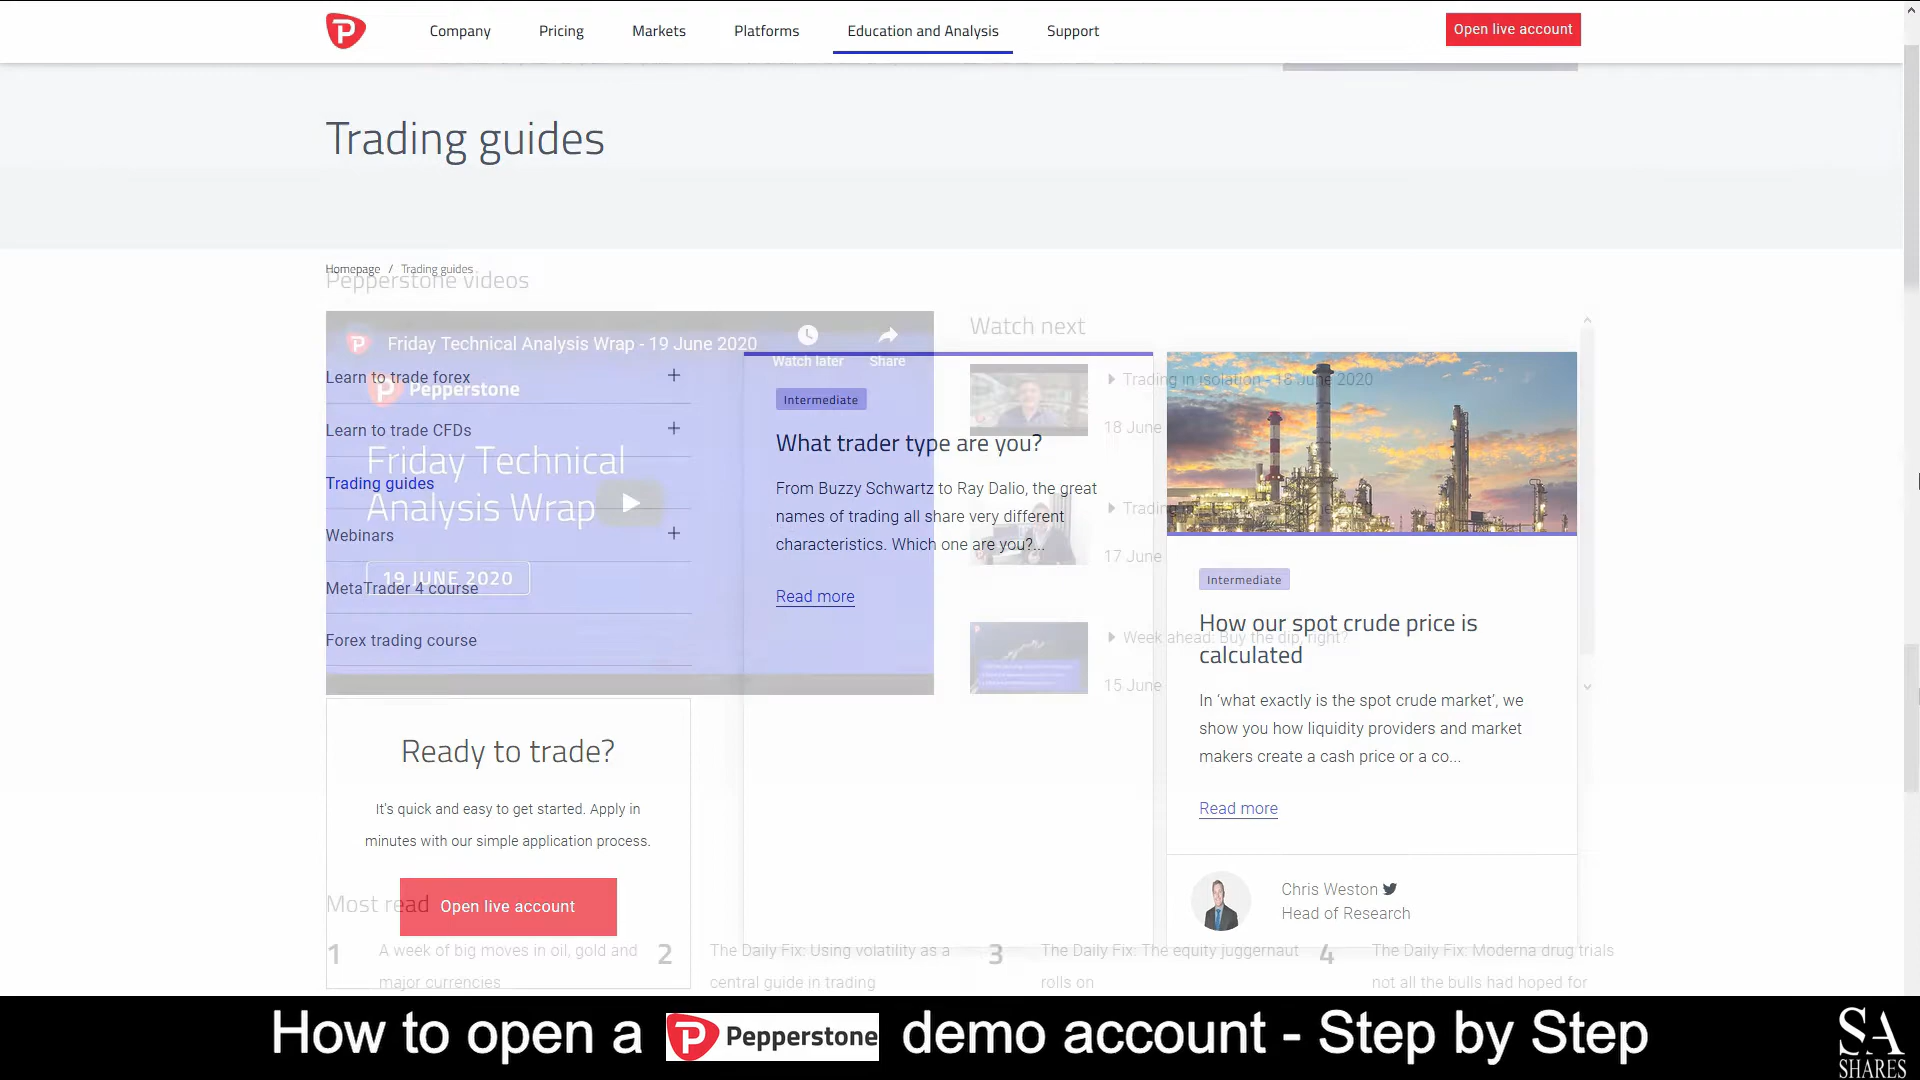 Company Pricing Markets Platforms Education and Analysis Support Open live account
Trading guides
Homepage / Trading guides
Pepperstone videos
Friday Technical Analysis Wrap - 19 June 2020
Watch later Share
Pepperstone
Friday Technical
Analysis Wrap
19 JUNE 2020
Learn to trade forex
Learn to trade CFDs
Trading guides
Webinars
MetaTrader 4 course
Forex trading course
Intermediate
What trader type are you?
From Buzzy Schwartz to Ray Dalio, the great
names of trading all share very different
characteristics. Which one are you?...
Read more
Watch next
Trading in isolation - 18 June 2020
18 June
17 June
Week ahead: Buy the dip, right?
15 June
Intermediate
How our spot crude price is
calculated
In ‘what exactly is the spot crude market’, we
show you how liquidity providers and market
makers create a cash price or a co...
Read more
Chris Weston
Head of Research
Ready to trade?
It’s quick and easy to get started. Apply in
minutes with our simple application process.
Open live account
Most read
1 A week of big moves in oil, gold and
major currencies
2 The Daily Fix: Using volatility as a
central guide in trading
3 The Daily Fix: The equity juggernaut
rolls on
4 The Daily Fix: Moderna drug trials
not all the bulls had hoped for
How to open a Pepperstone demo account - Step by Step
SA
SHARES